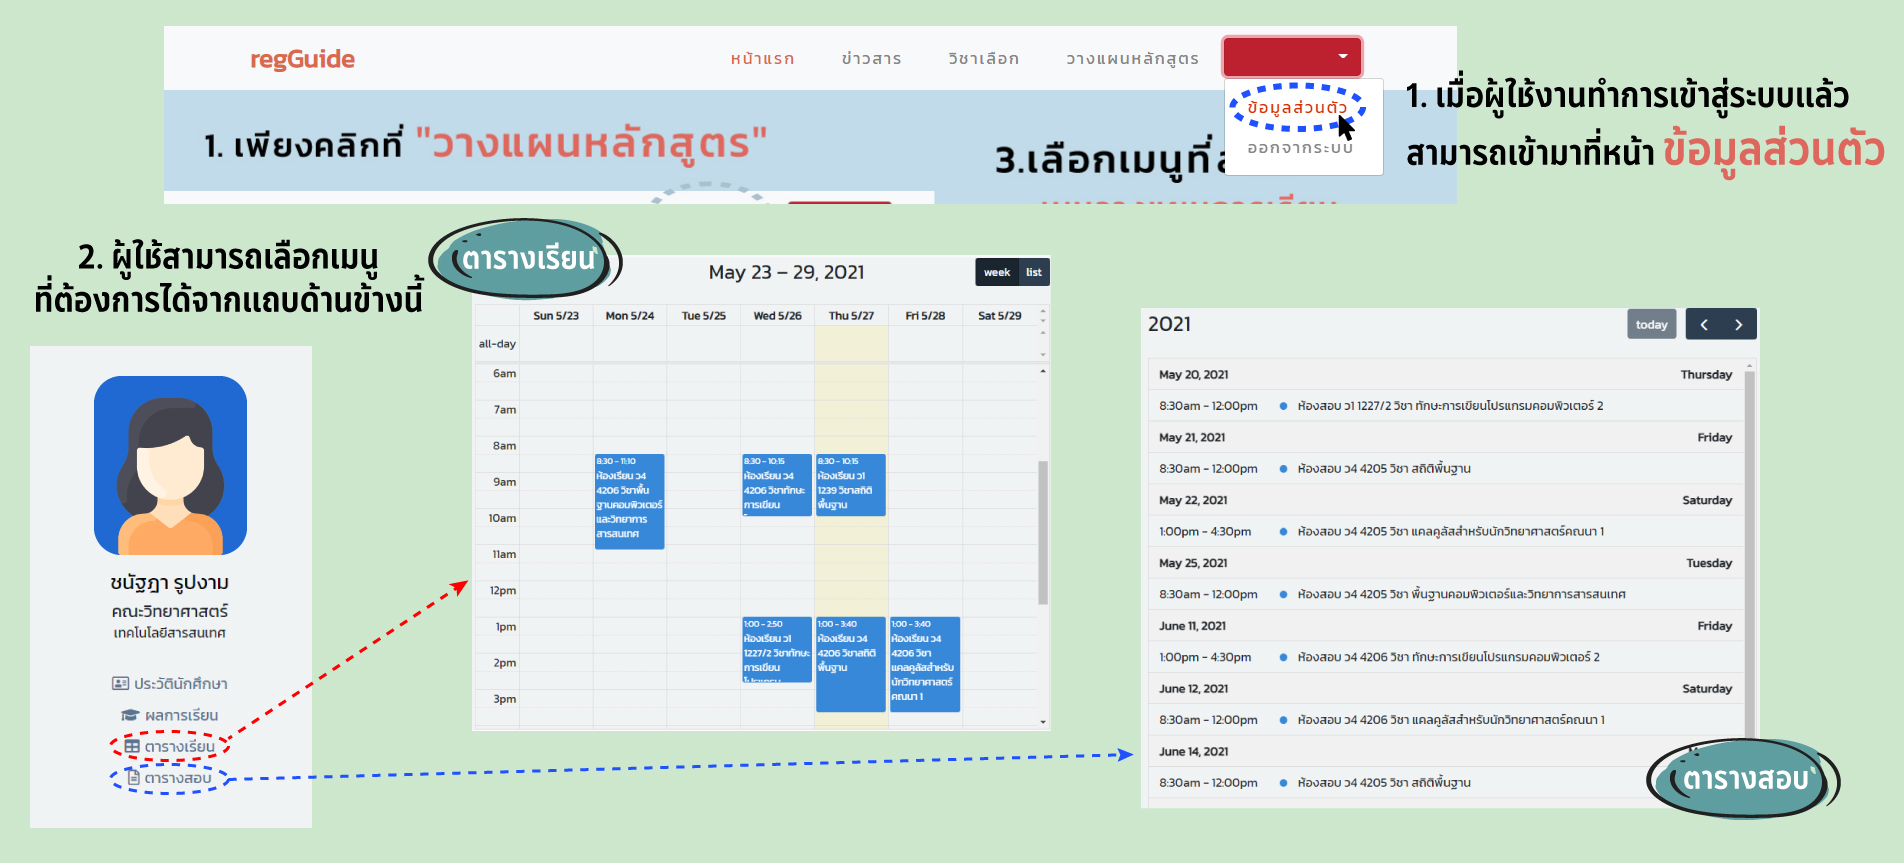 regGuide
หน้าแรก
ข่าวสาร
วิชาเลือก
วางแผนหลักสูตร
ข้อมูลส่วนตัว
ออกจากระบบ
1. เพียงคลิกที่ "วางแผนหลักสูตร"
3.เลือกเมนูที่
1. เมื่อผู้ใช้งานทำการเข้าสู่ระบบแล้ว
สามารถเข้ามาที่หน้า ข้อมูลส่วนตัว
2. ผู้ใช้สามารถเลือกเมนู
ที่ต้องการได้จากแถบด้านข้างนี้
ชนัฐฎา รูปงาม
คณะวิทยาศาสตร์
เทคโนโลยีสารสนเทศ
ประวัตินักศึกษา
ผลการเรียน
ตารางเรียน
ตารางสอบ
ตารางเรียน
May 23 – 29, 2021
week list
Sun 5/23 Mon 5/24 Tue 5/25 Wed 5/26 Thu 5/27 Fri 5/28 Sat 5/29
all-day
6am
7am
8am
9am
10am
11am
12pm
1pm
2pm
3pm
8:30 - 11:10
ห้องเรียน ว4
4206 วิชาพื้น
ฐานคอมพิวเตอร์
และวิทยาการ
สารสนเทศ
8:30 - 10:15
ห้องเรียน ว4
4206 วิชาทักษะ
การเขียน
8:30 - 10:15
ห้องเรียน ว1
1239 วิชาสถิติ
พื้นฐาน
1:00 - 2:50
ห้องเรียน ว1
1227/2 วิชาทักษะ
การเขียน
1:00 - 3:40
ห้องเรียน ว4
4206 วิชาสถิติ
พื้นฐาน
1:00 - 3:40
ห้องเรียน ว4
4206 วิชา
แคลคูลัสสำหรับ
นักวิทยาศาสตร์
คณนา 1
2021
today
May 20, 2021 Thursday
8:30am - 12:00pm ห้องสอบ ว1 1227/2 วิชา ทักษะการเขียนโปรแกรมคอมพิวเตอร์ 2
May 21, 2021 Friday
8:30am - 12:00pm ห้องสอบ ว4 4205 วิชา สถิติพื้นฐาน
May 22, 2021 Saturday
1:00pm - 4:30pm ห้องสอบ ว4 4205 วิชา แคลคูลัสสำหรับนักวิทยาศาสตร์คณนา 1
May 25, 2021 Tuesday
8:30am - 12:00pm ห้องสอบ ว4 4205 วิชา พื้นฐานคอมพิวเตอร์และวิทยาการสารสนเทศ
June 11, 2021 Friday
1:00pm - 4:30pm ห้องสอบ ว4 4206 วิชา ทักษะการเขียนโปรแกรมคอมพิวเตอร์ 2
June 12, 2021 Saturday
8:30am - 12:00pm ห้องสอบ ว4 4206 วิชา แคลคูลัสสำหรับนักวิทยาศาสตร์คณนา 1
June 14, 2021
8:30am - 12:00pm ห้องสอบ ว4 4205 วิชา สถิติพื้นฐาน
ตารางสอบ